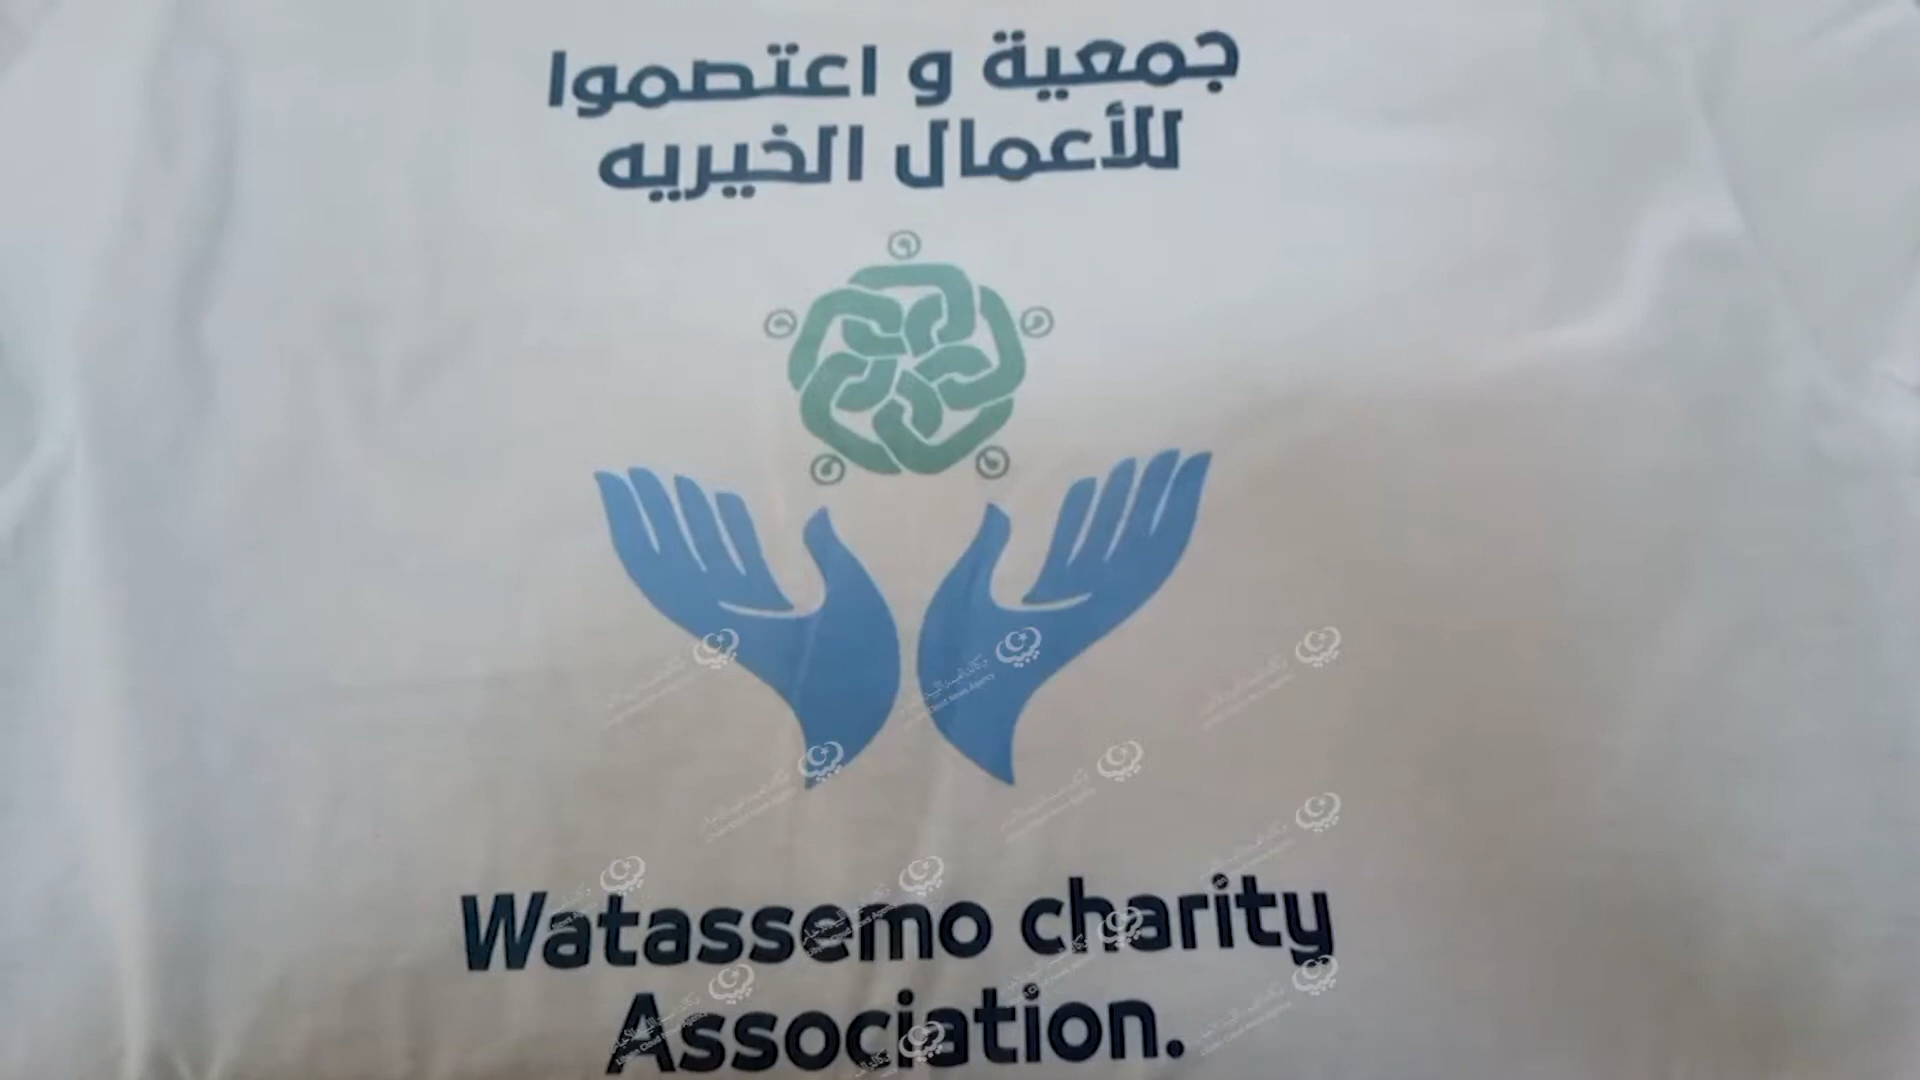 جمعية و اعتصموا
للأعمال الخيريه
Watassemo charity
Association.